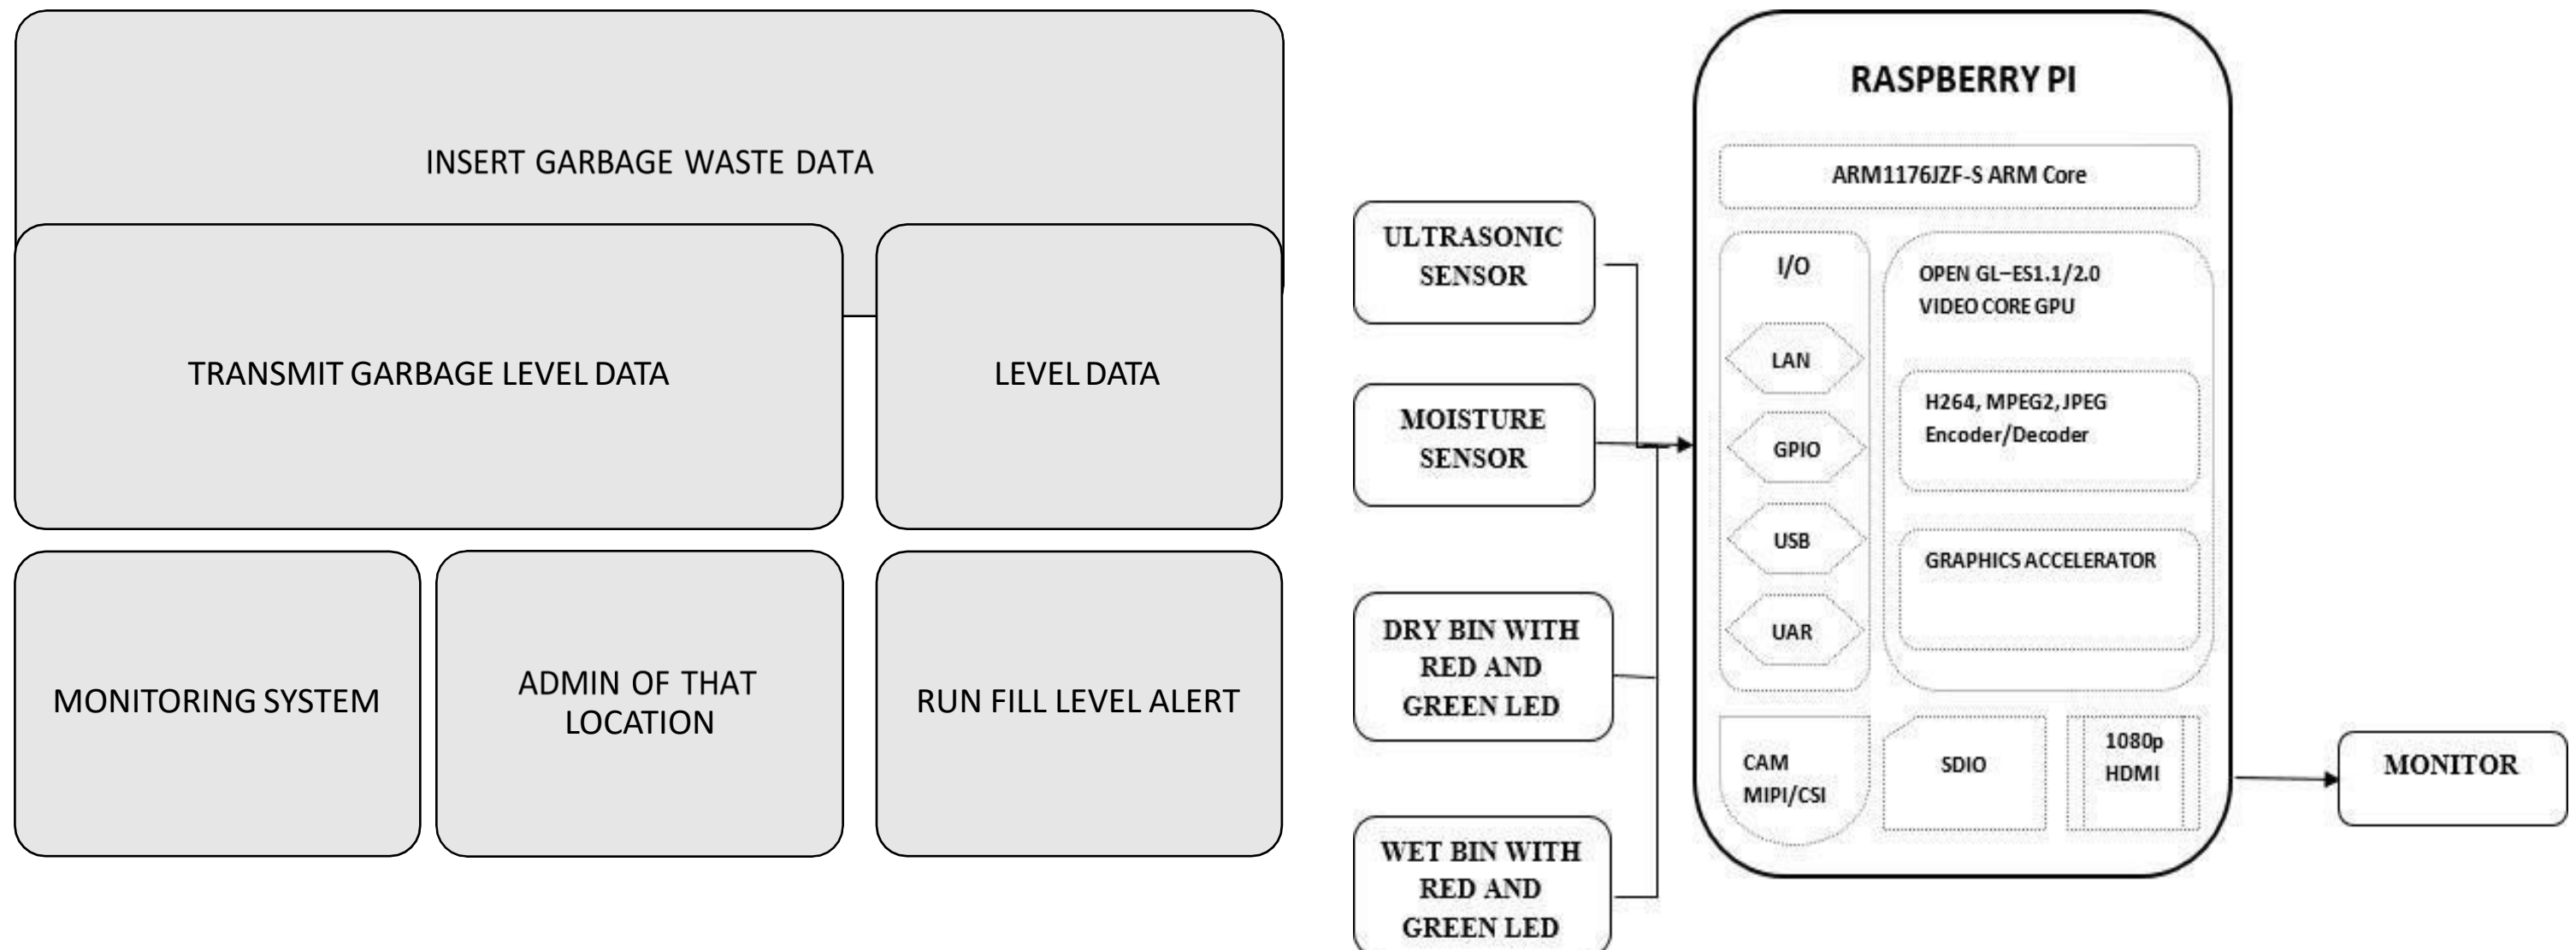 INSERT GARBAGE WASTE DATA
TRANSMIT GARBAGE LEVEL DATA
LEVEL DATA
MONITORING SYSTEM
ADMIN OF THAT
LOCATION
RUN FILL LEVEL ALERT
ULTRASONIC
SENSOR
MOISTURE
SENSOR
DRY BIN WITH
RED AND
GREEN LED
WET BIN WITH
RED AND
GREEN LED
RASPBERRY PI
ARM1176JZF-S ARM Core
I/O
LAN
GPIO
USB
UAR
OPEN GL–ES1.1/2.0
VIDEO CORE GPU
H264, MPEG2, JPEG
Encoder/Decoder
GRAPHICS ACCELERATOR
CAM
MIPI/CSI
SDIO
1080p
HDMI
MONITOR